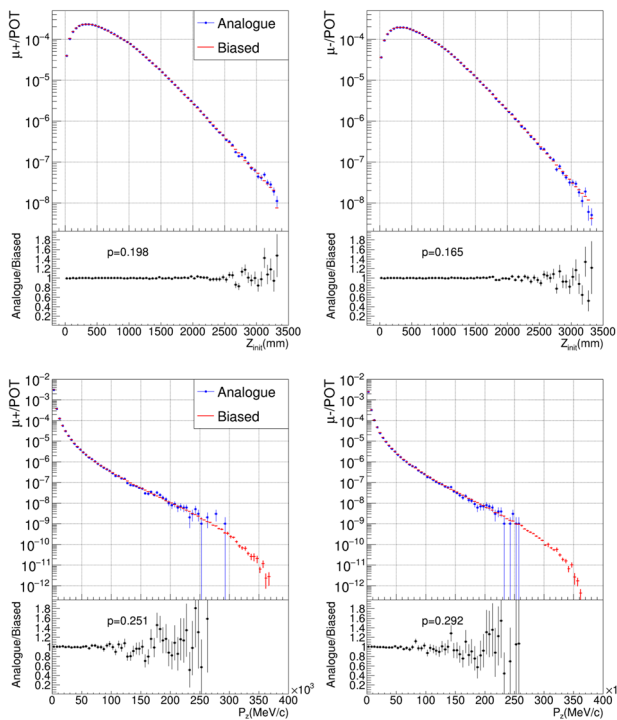 μ+/POT
Analogue
Biased
10⁻⁴
10⁻⁵
10⁻⁶
10⁻⁷
10⁻⁸
Analogue/Biased
1.8
1.6
1.4
1.2
1.0
0.8
0.6
0.4
0.2
p=0.198
0 500 1000 1500 2000 2500 3000 3500
Z_init(mm)
μ-/POT
10⁻⁴
10⁻⁵
10⁻⁶
10⁻⁷
10⁻⁸
Analogue/Biased
1.8
1.6
1.4
1.2
1.0
0.8
0.6
0.4
0.2
p=0.165
0 500 1000 1500 2000 2500 3000 3500
Z_init(mm)
μ+/POT
Analogue
Biased
10⁻²
10⁻³
10⁻⁴
10⁻⁵
10⁻⁶
10⁻⁷
10⁻⁸
10⁻⁹
10⁻¹⁰
10⁻¹¹
10⁻¹²
Analogue/Biased
1.8
1.6
1.4
1.2
1.0
0.8
0.6
0.4
0.2
p=0.251
0 50 100 150 200 250 300 350 400
×10³
P_z(MeV/c)
μ-/POT
10⁻²
10⁻³
10⁻⁴
10⁻⁵
10⁻⁶
10⁻⁷
10⁻⁸
10⁻⁹
10⁻¹⁰
10⁻¹¹
10⁻¹²
Analogue/Biased
1.8
1.6
1.4
1.2
1.0
0.8
0.6
0.4
0.2
p=0.292
0 50 100 150 200 250 300 350 400
×1
P_z(MeV/c)